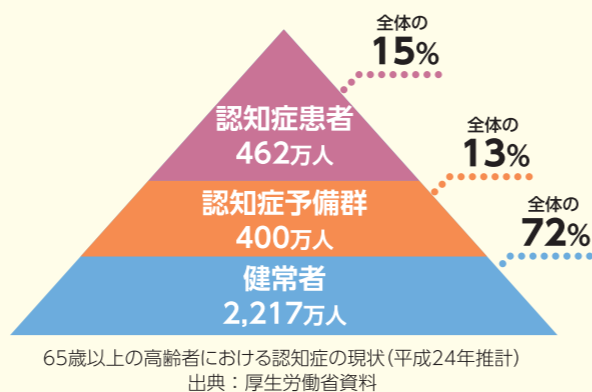 全体の
15%
認知症患者
462万人
全体の
13%
認知症予備群
400万人
全体の
72%
健常者
2,217万人
65歳以上の高齢者における認知症の現状(平成24年推計)
出典：厚生労働省資料